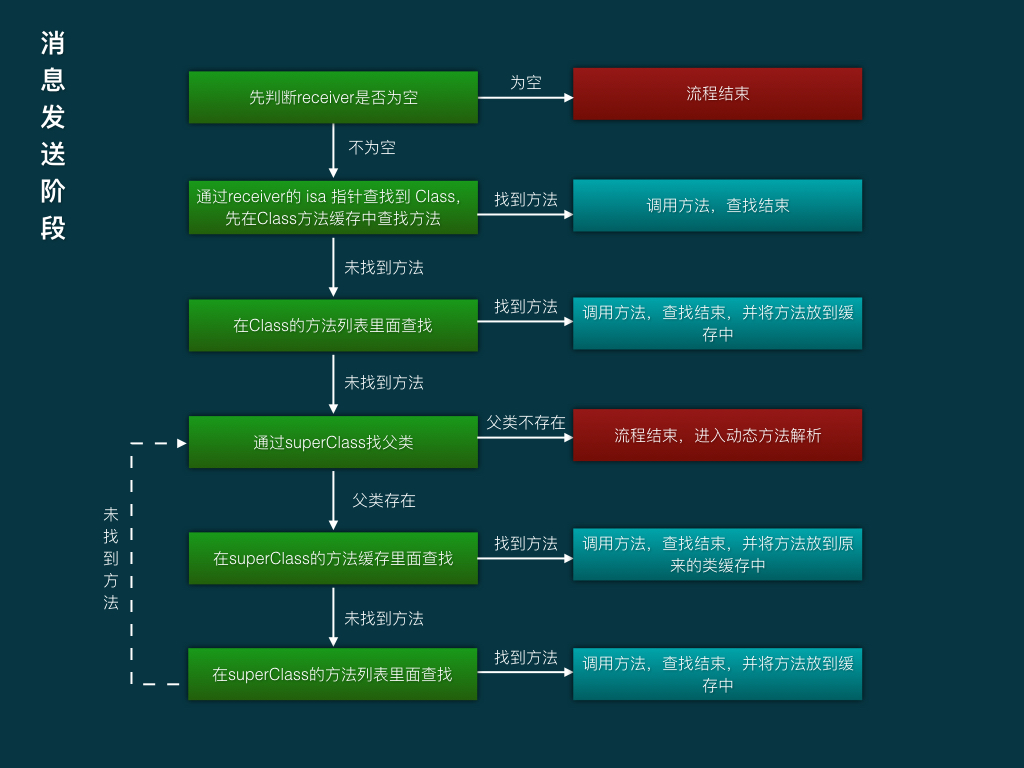 消息发送阶段
先判断receiver是否为空
为空
流程结束
不为空
通过receiver的 isa 指针查找到 Class，
先在Class方法缓存中查找方法
找到方法
调用方法，查找结束
未找到方法
在Class的方法列表里面查找
找到方法
调用方法，查找结束，并将方法放到缓
存中
未找到方法
通过superClass找父类
父类不存在
流程结束，进入动态方法解析
父类存在
在superClass的方法缓存里面查找
找到方法
调用方法，查找结束，并将方法放到原
来的类缓存中
未找到方法
在superClass的方法列表里面查找
找到方法
调用方法，查找结束，并将方法放到缓
存中
未找到方法